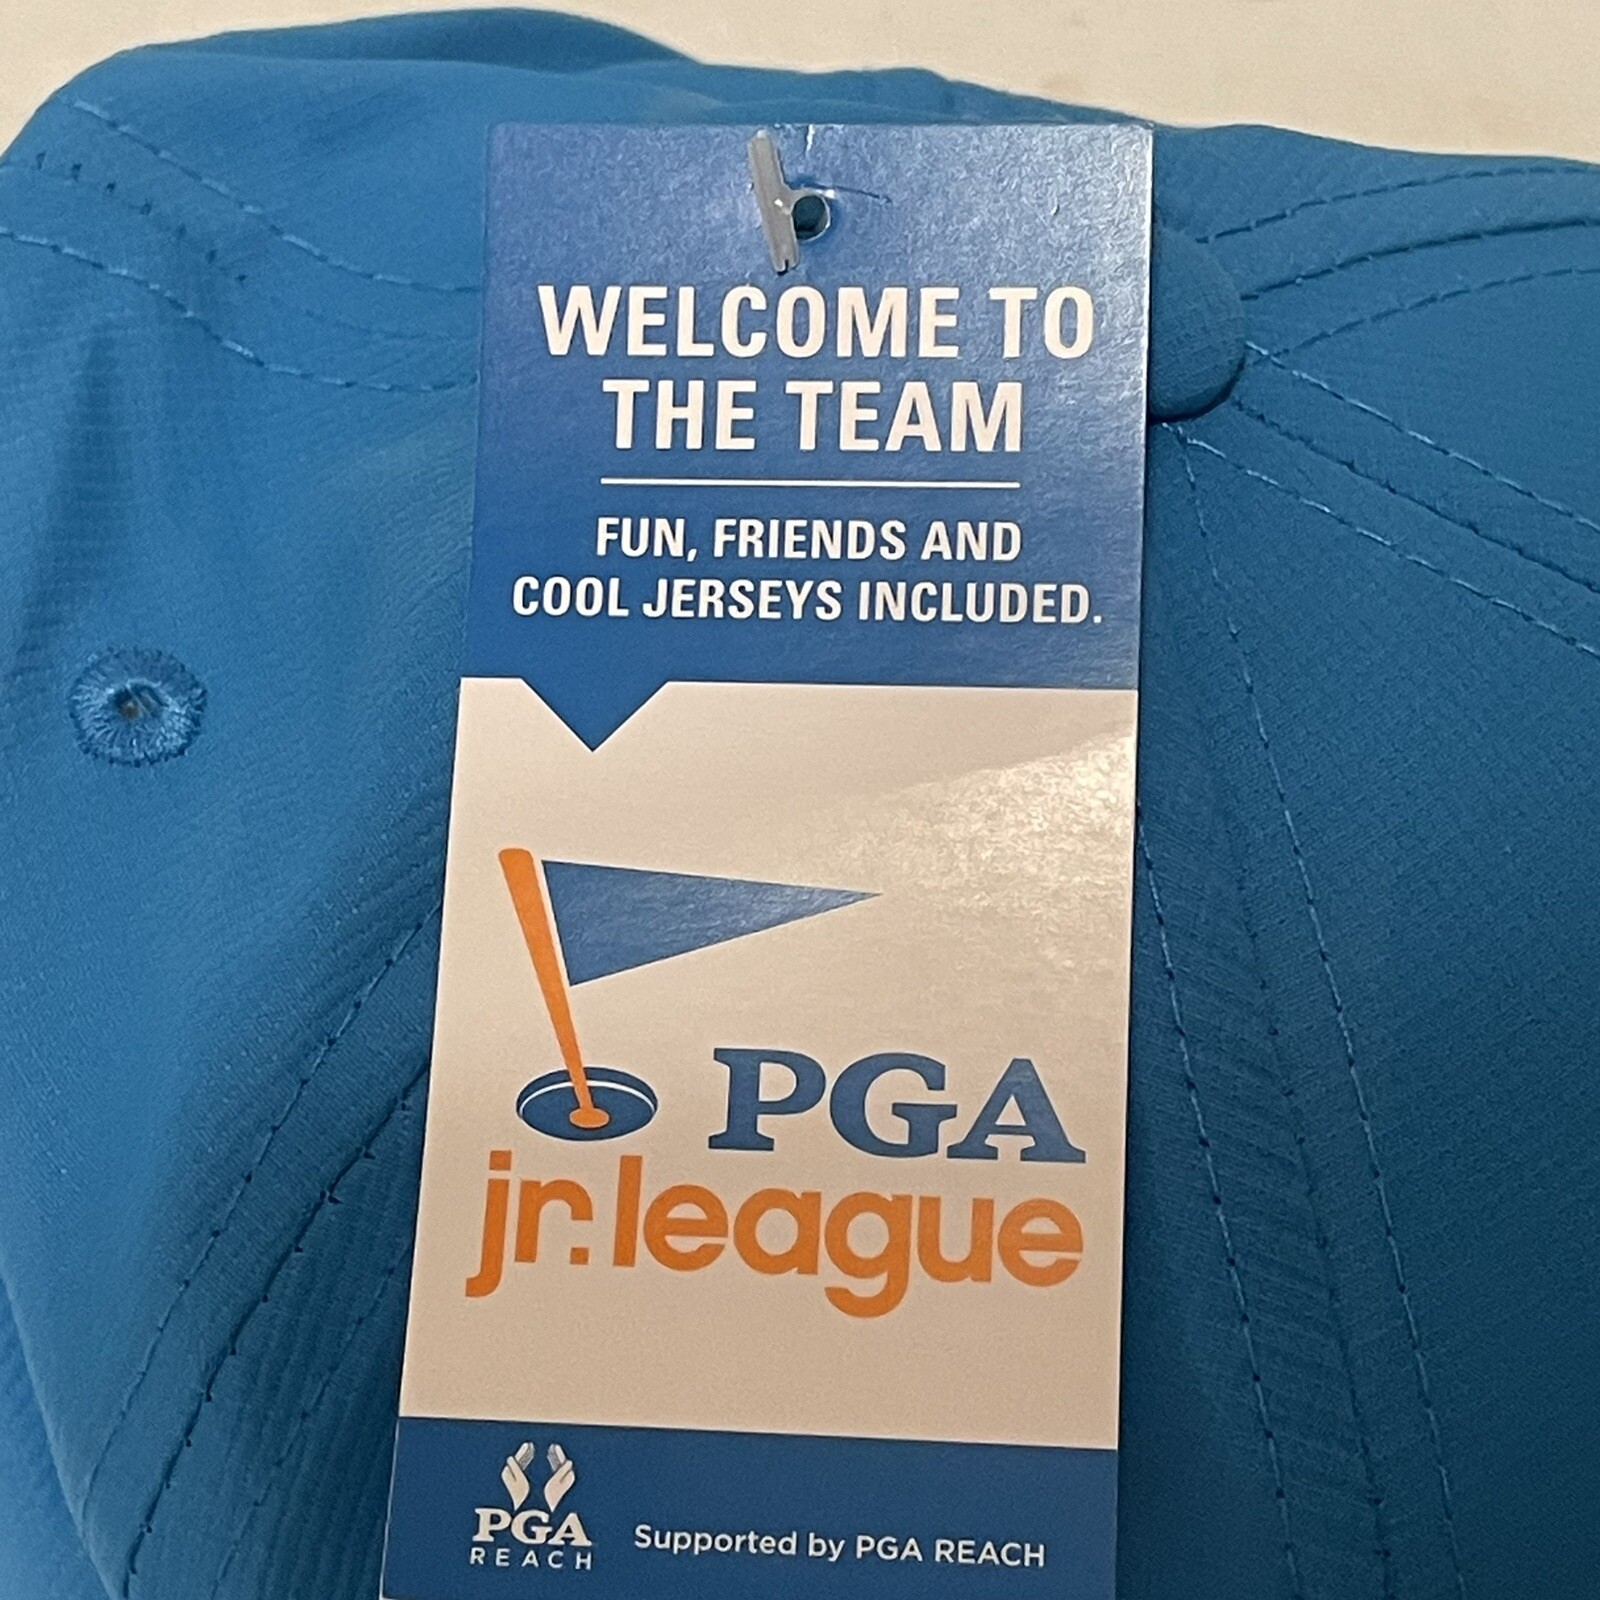 WELCOME TO
THE TEAM
FUN, FRIENDS AND
COOL JERSEYS INCLUDED.
PGA
jr.league
PGA
REACH
Supported by PGA REACH